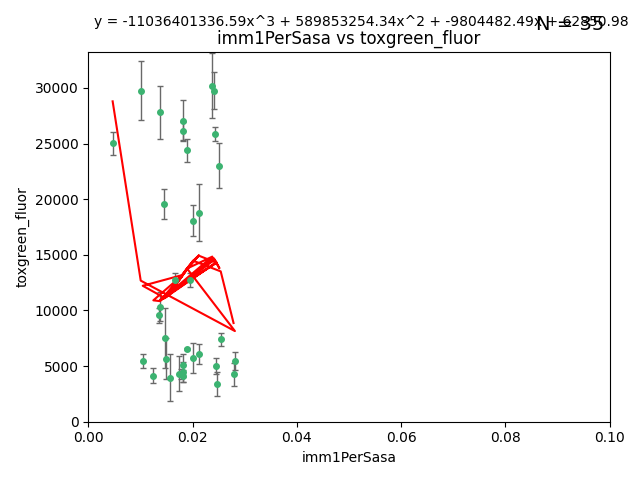 y = -11036401336.59x^3 + 589853254.34x^2 + -9804482.49x + 62850.98
N = 35
imm1PerSasa vs toxgreen_fluor
toxgreen_fluor
30000
25000
20000
15000
10000
5000
0
0.00 0.02 0.04 0.06 0.08 0.10
imm1PerSasa